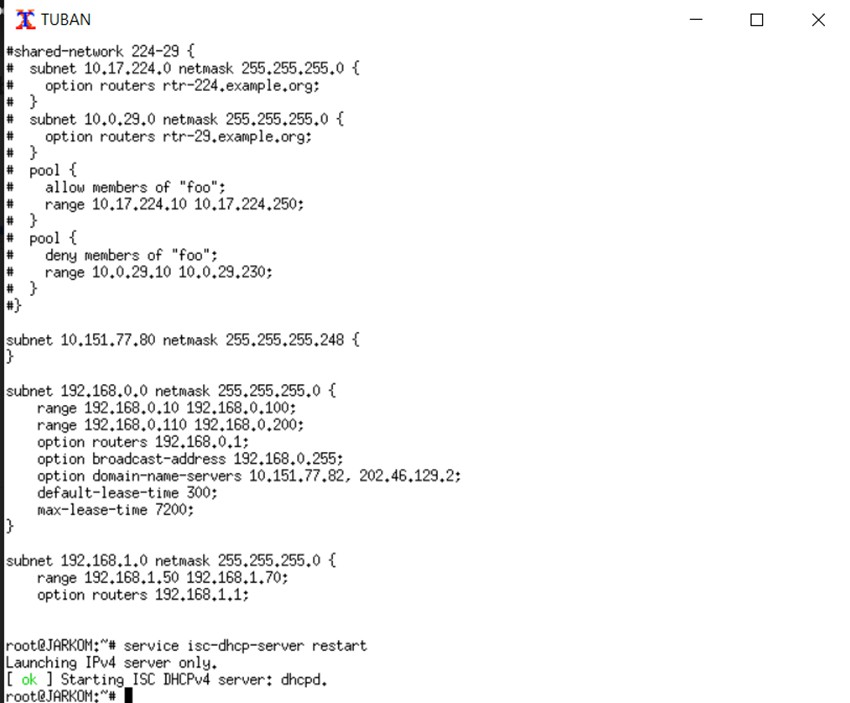 TUBAN
#shared-network 224-29 {
#  subnet 10.17.224.0 netmask 255.255.255.0 {
#    option routers rtr-224.example.org;
#  }
#  subnet 10.0.29.0 netmask 255.255.255.0 {
#    option routers rtr-29.example.org;
#  }
#  pool {
#    allow members of "foo";
#    range 10.17.224.10 10.17.224.250;
#  }
#  pool {
#    deny members of "foo";
#    range 10.0.29.10 10.0.29.230;
#  }
#}
subnet 10.151.77.80 netmask 255.255.255.248 {
}
subnet 192.168.0.0 netmask 255.255.255.0 {
    range 192.168.0.10 192.168.0.100;
    range 192.168.0.110 192.168.0.200;
    option routers 192.168.0.1;
    option broadcast-address 192.168.0.255;
    option domain-name-servers 10.151.77.82, 202.46.129.2;
    default-lease-time 300;
    max-lease-time 7200;
}
subnet 192.168.1.0 netmask 255.255.255.0 {
    range 192.168.1.50 192.168.1.70;
    option routers 192.168.1.1;
root@JARKOM:~# service isc-dhcp-server restart
Launching IPv4 server only.
[ ok ] Starting ISC DHCPv4 server: dhcpd.
root@JARKOM:~#